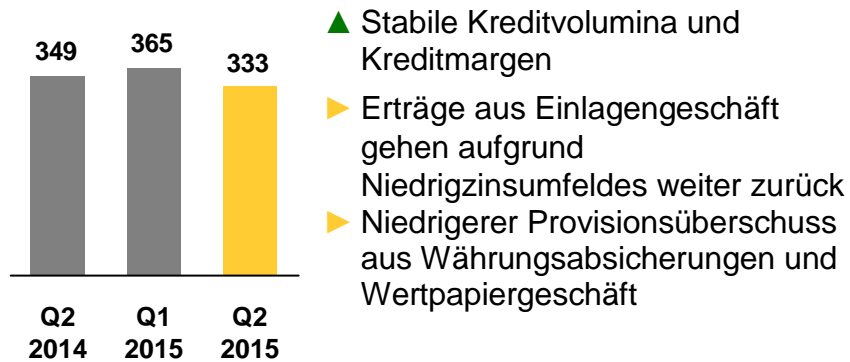 349
365
333
Q2
2014
Q1
2015
Q2
2015
Stabile Kreditvolumina und
Kreditmargen
Erträge aus Einlagengeschäft
gehen aufgrund
Niedrigzinsumfeldes weiter zurück
Niedrigerer Provisionsüberschuss
aus Währungsabsicherungen und
Wertpapiergeschäft